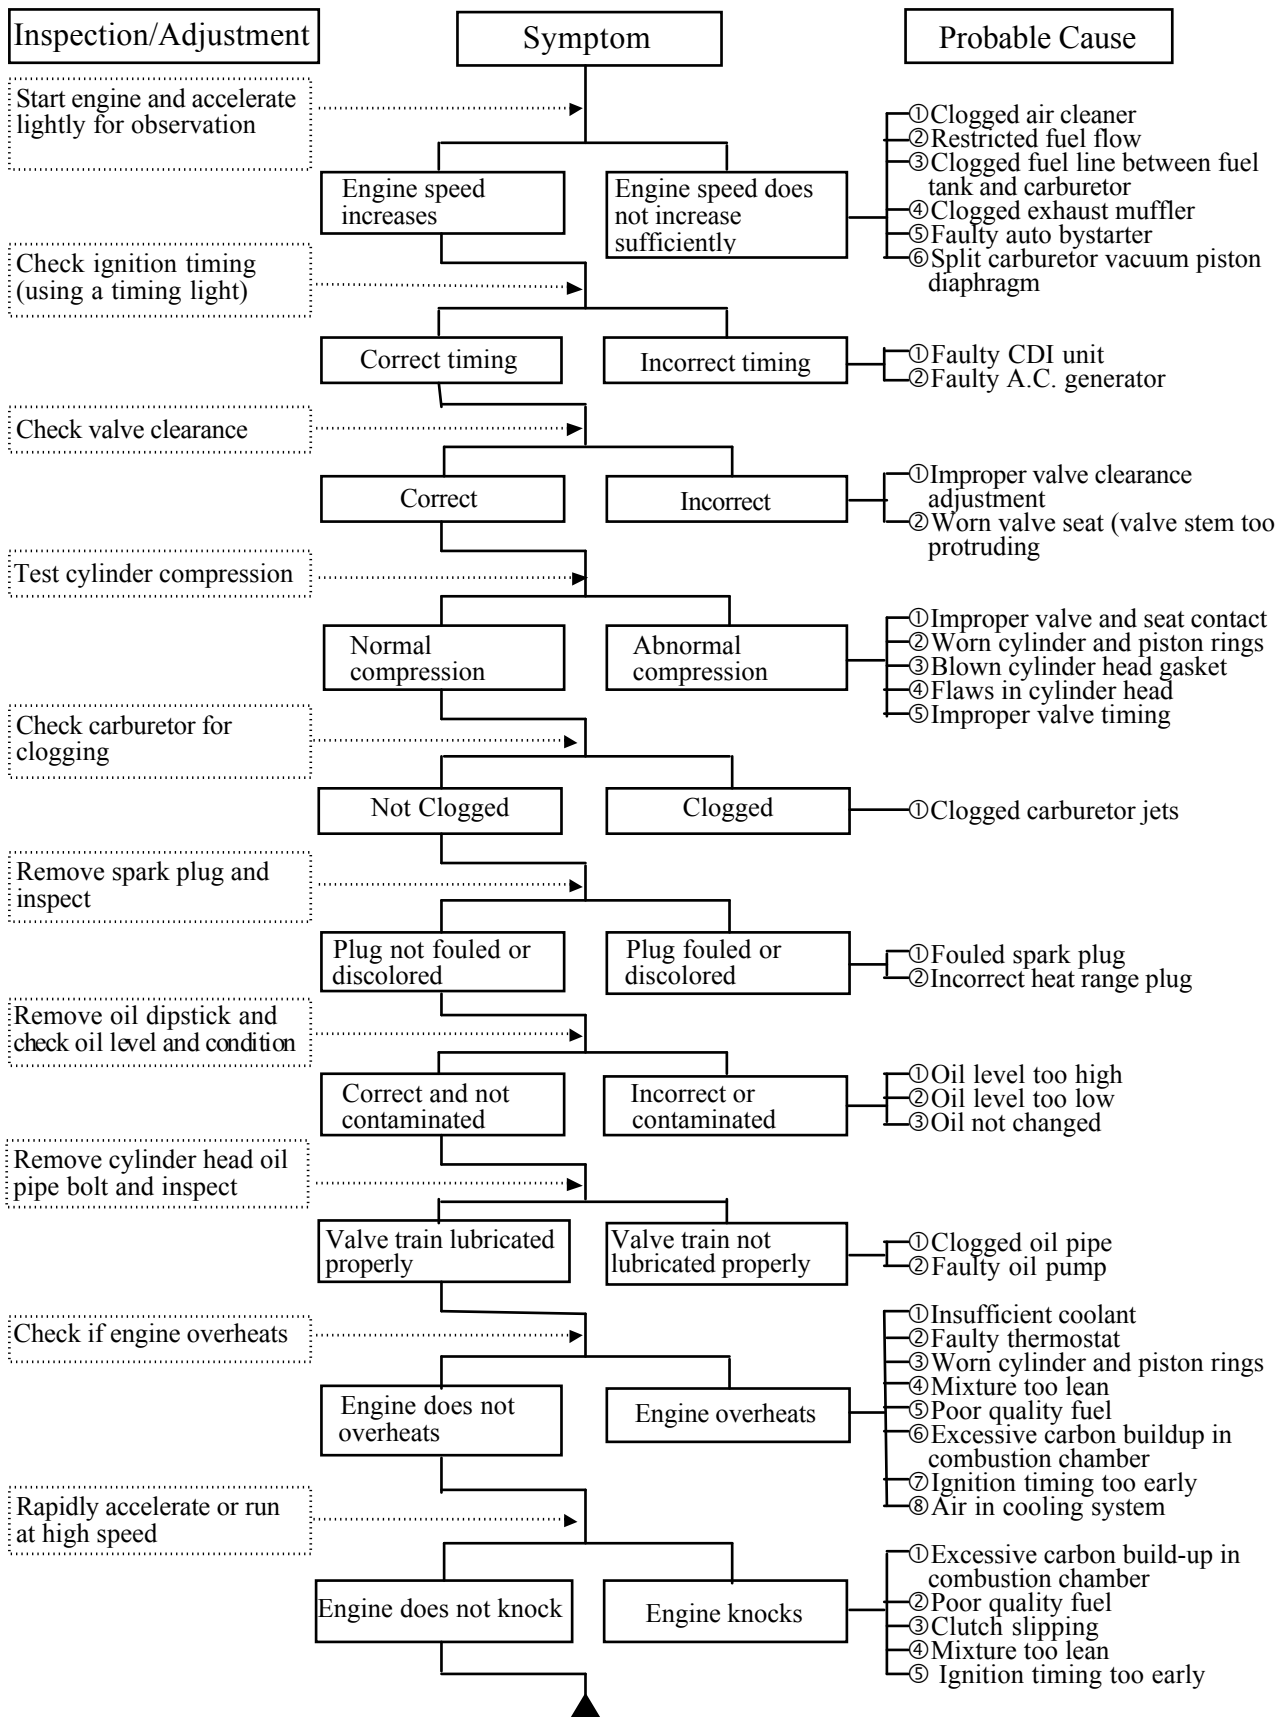 Inspection/Adjustment
Symptom
Probable Cause
Start engine and accelerate
lightly for observation
①Clogged air cleaner
②Restricted fuel flow
③Clogged fuel line between fuel
tank and carburetor
④Clogged exhaust muffler
⑤Faulty auto bystarter
⑥Split carburetor vacuum piston
diaphragm
Engine speed
increases
Engine speed does
not increase
sufficiently
Check ignition timing
(using a timing light)
Correct timing
Incorrect timing
①Faulty CDI unit
②Faulty A.C. generator
Check valve clearance
Correct
Incorrect
①Improper valve clearance
adjustment
②Worn valve seat (valve stem too
protruding
Test cylinder compression
Normal
compression
Abnormal
compression
①Improper valve and seat contact
②Worn cylinder and piston rings
③Blown cylinder head gasket
④Flaws in cylinder head
⑤Improper valve timing
Check carburetor for
clogging
Not Clogged
Clogged
①Clogged carburetor jets
Remove spark plug and
inspect
Plug not fouled or
discolored
Plug fouled or
discolored
①Fouled spark plug
②Incorrect heat range plug
Remove oil dipstick and
check oil level and condition
Correct and not
contaminated
Incorrect or
contaminated
①Oil level too high
②Oil level too low
③Oil not changed
Remove cylinder head oil
pipe bolt and inspect
Valve train lubricated
properly
Valve train not
lubricated properly
①Clogged oil pipe
②Faulty oil pump
Check if engine overheats
Engine does not
overheats
Engine overheats
①Insufficient coolant
②Faulty thermostat
③Worn cylinder and piston rings
④Mixture too lean
⑤Poor quality fuel
⑥Excessive carbon buildup in
combustion chamber
⑦Ignition timing too early
⑧Air in cooling system
Rapidly accelerate or run
at high speed
Engine does not knock
Engine knocks
①Excessive carbon build-up in
combustion chamber
②Poor quality fuel
③Clutch slipping
④Mixture too lean
⑤ Ignition timing too early